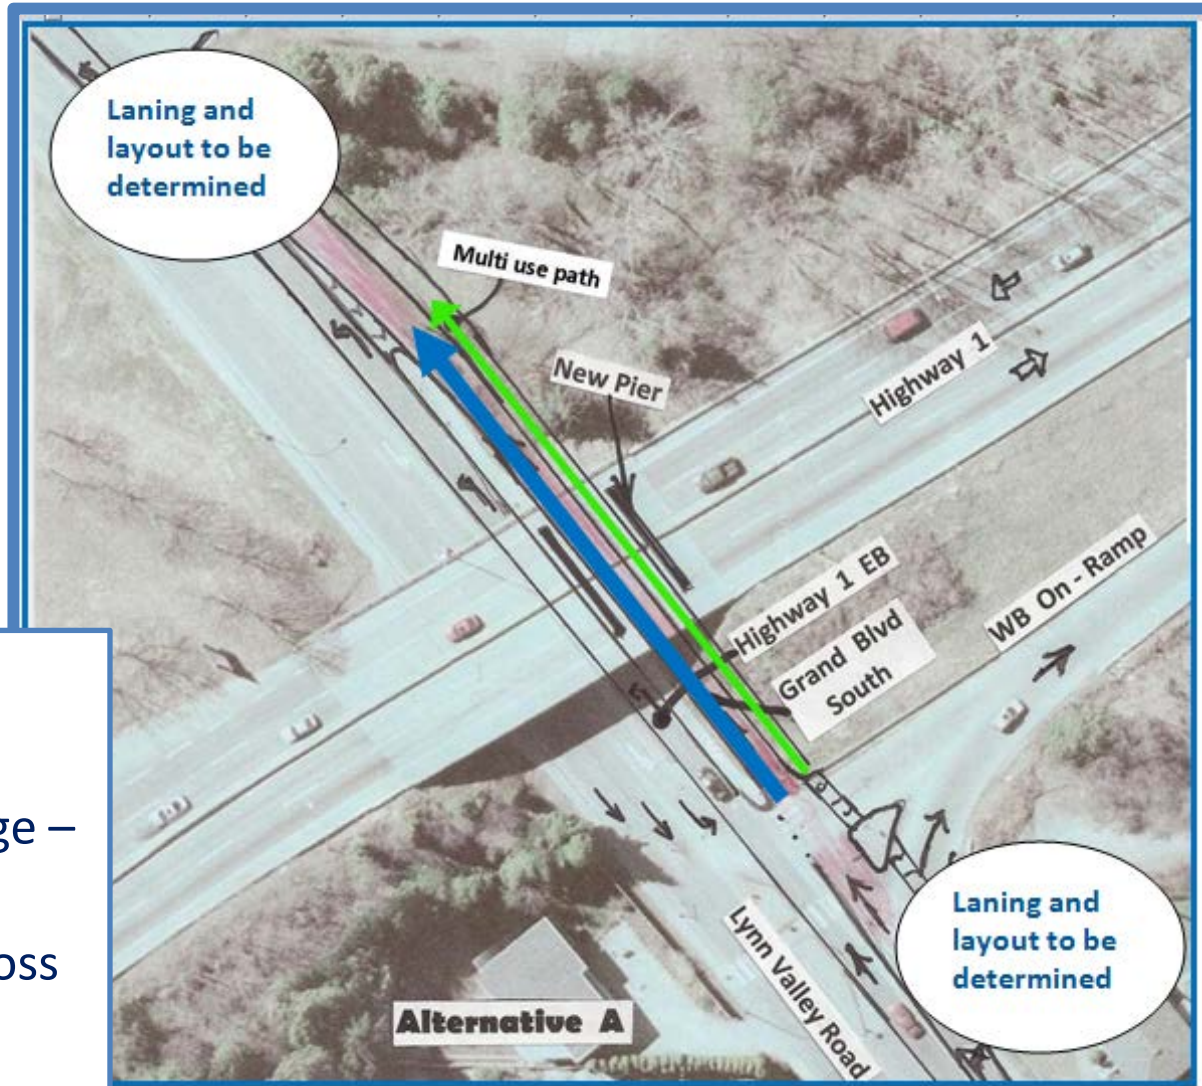 Laning and
layout to be
determined
Multi use path
New Pier
Highway 1
Highway 1 EB
Grand Blvd
South
WB On - Ramp
ge –
oss
Lynn Valley Road
Alternative A
Laning and
layout to be
determined